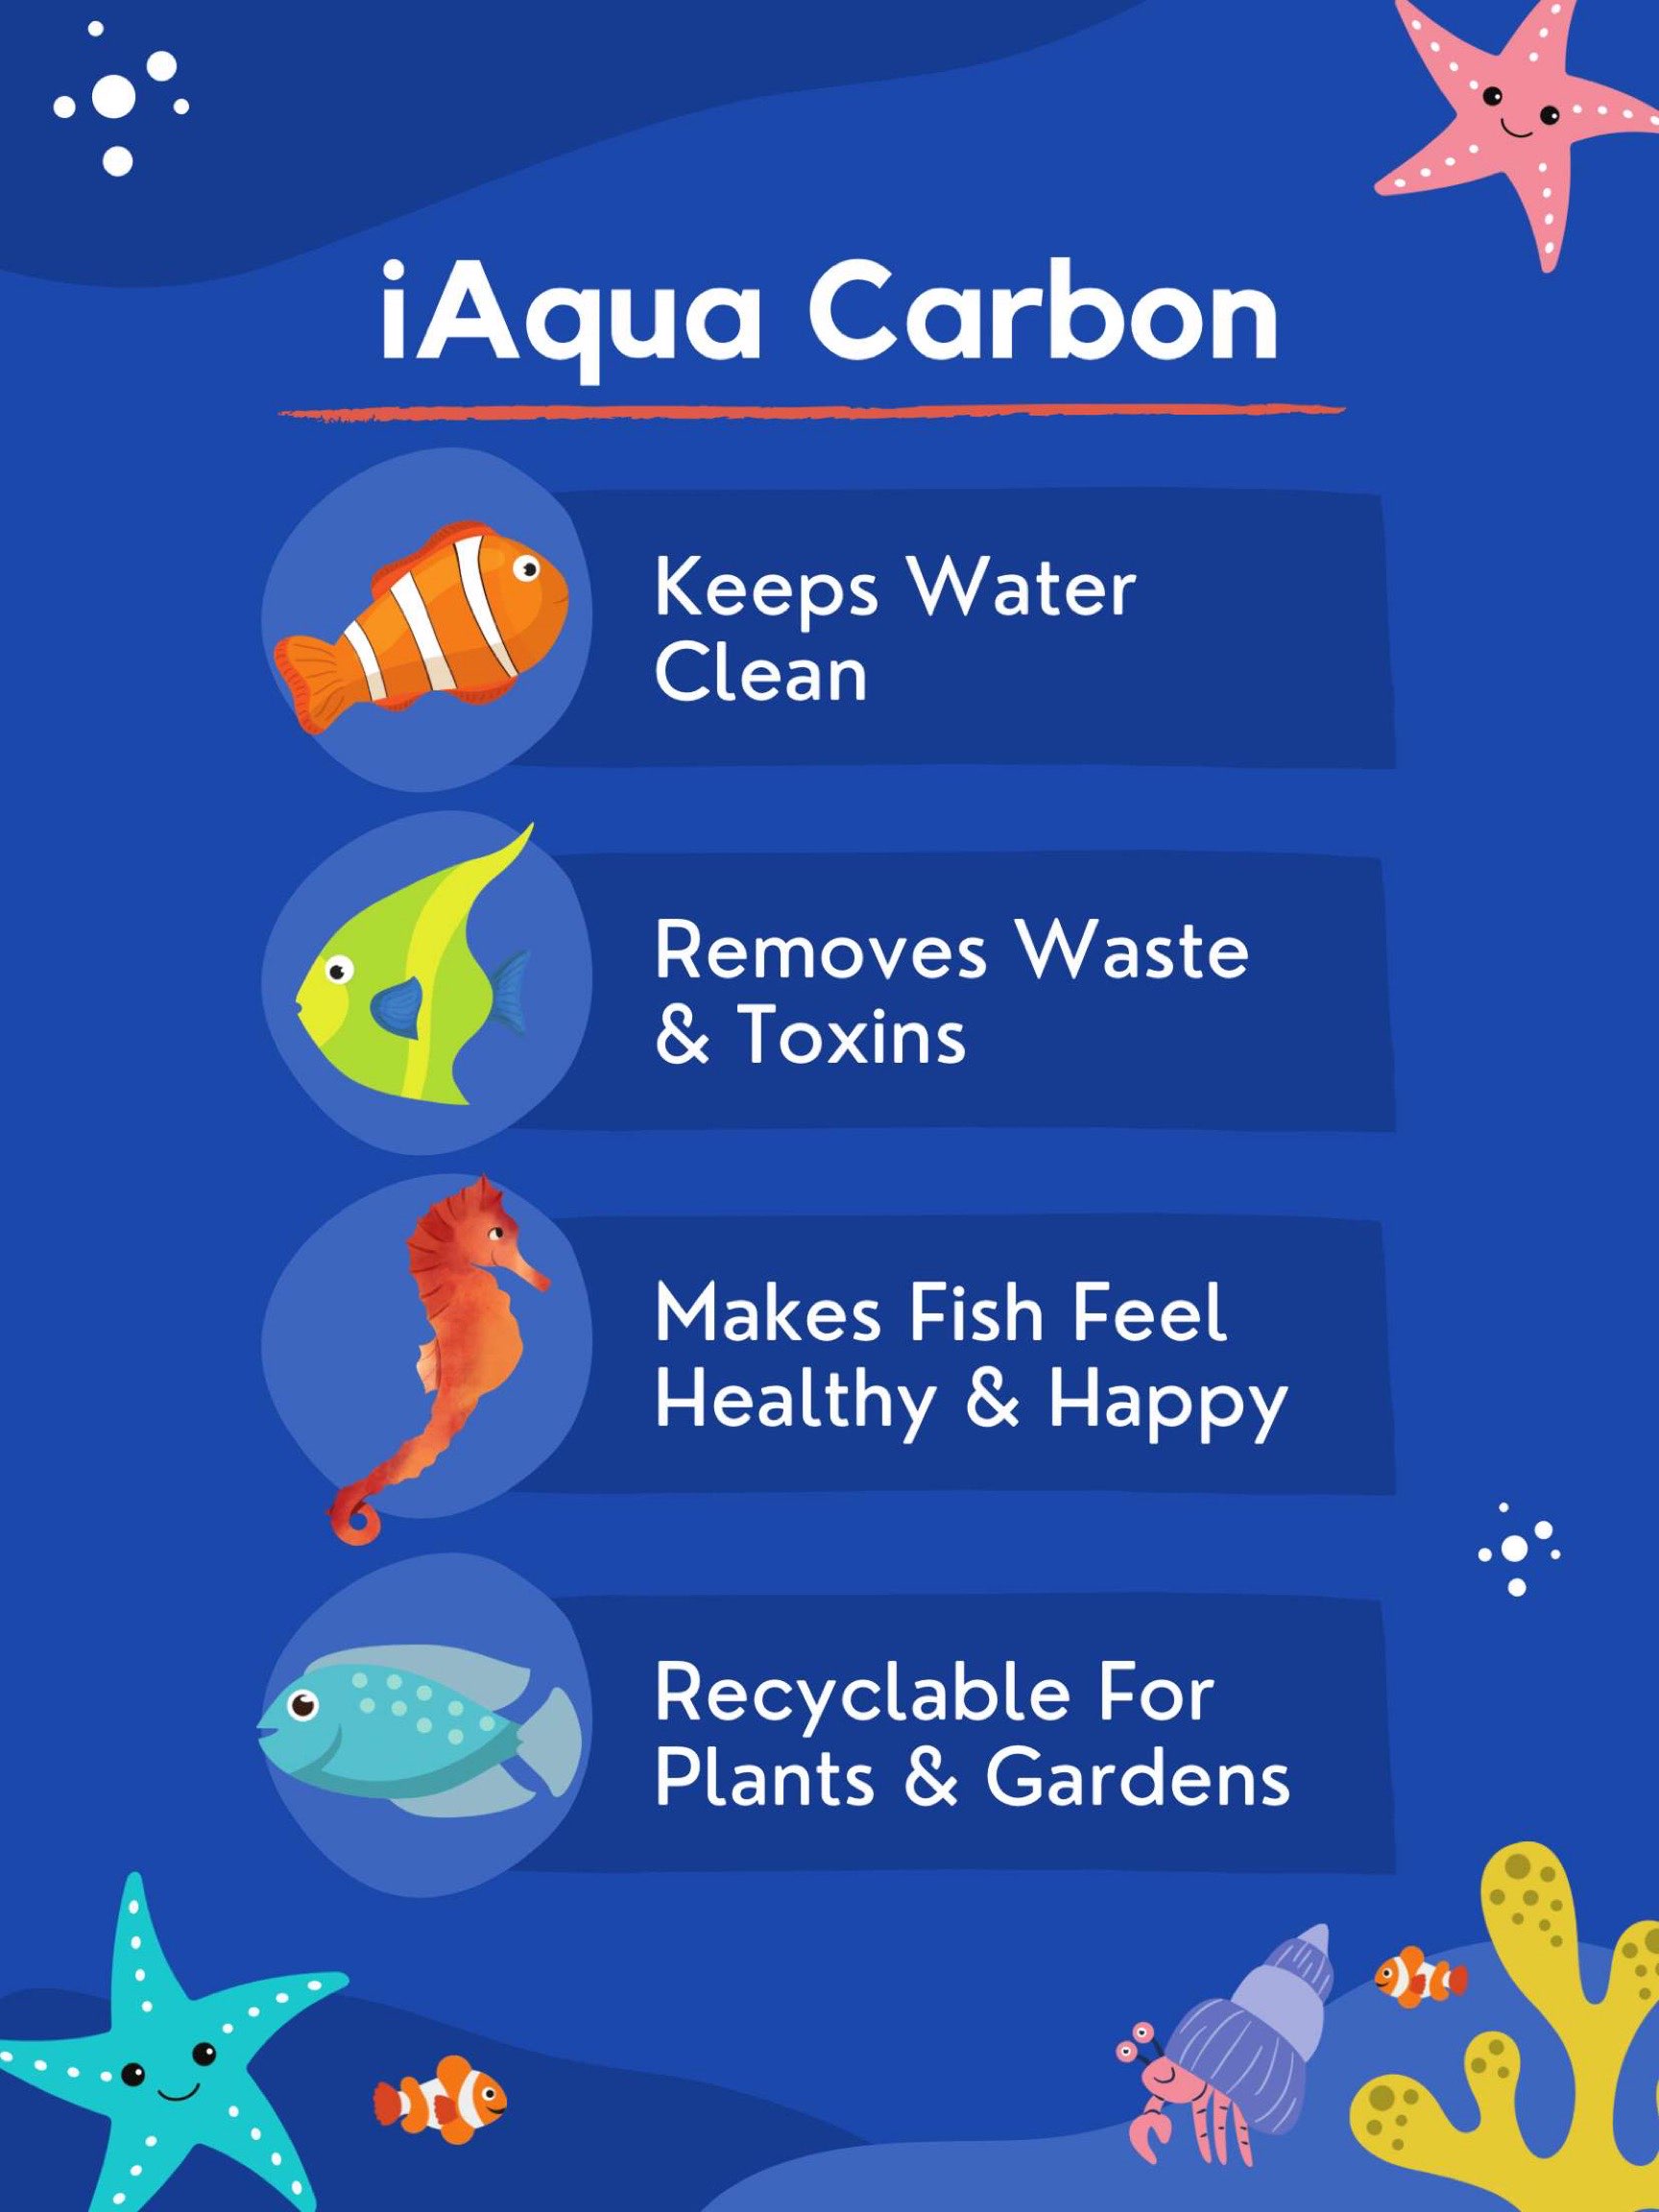 iAqua Carbon
Keeps Water
Clean
Removes Waste
& Toxins
Makes Fish Feel
Healthy & Happy
Recyclable For
Plants & Gardens